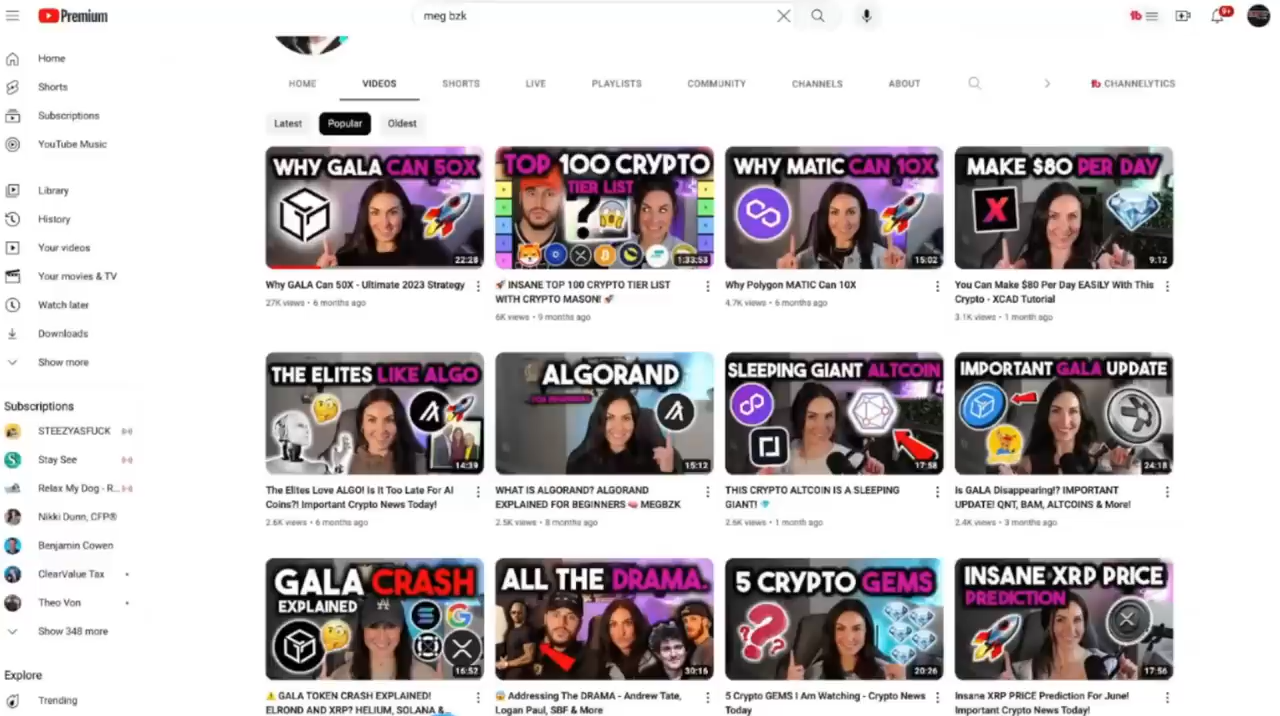 Premium
meg bzk
9+
Home
Shorts
Subscriptions
YouTube Music
Library
History
Your videos
Your movies & TV
Watch later
Downloads
Show more
Subscriptions
STEEZYASFUCK
Stay See
Relax My Dog - R...
Nikki Dunn, CFP®
Benjamin Cowen
ClearValue Tax
Theo Von
Show 348 more
Explore
Trending
HOME VIDEOS SHORTS LIVE PLAYLISTS COMMUNITY CHANNELS ABOUT CHANNELYTICS
Latest Popular Oldest
WHY GALA CAN 50X
22:28
Why GALA Can 50X - Ultimate 2023 Strategy
27K views • 6 months ago
TOP 100 CRYPTO
TIER LIST
1:33:53
🚀 INSANE TOP 100 CRYPTO TIER LIST
WITH CRYPTO MASON! 🚀
6K views • 9 months ago
WHY MATIC CAN 10X
15:02
Why Polygon MATIC Can 10X
4.7K views • 6 months ago
MAKE $80 PER DAY
9:12
You Can Make $80 Per Day EASILY With This
Crypto - XCAD Tutorial
3.1K views • 1 month ago
THE ELITES LIKE ALGO
14:39
The Elites Love ALGO! Is It Too Late For AI
Coins?! Important Crypto News Today!
2.6K views • 6 months ago
ALGORAND
FOR BEGINNERS
15:12
WHAT IS ALGORAND? ALGORAND
EXPLAINED FOR BEGINNERS 🧠 MEGBZK
2.5K views • 8 months ago
SLEEPING GIANT ALTCOIN
17:58
THIS CRYPTO ALTCOIN IS A SLEEPING
GIANT! 💎
2.6K views • 1 month ago
IMPORTANT GALA UPDATE
24:18
Is GALA Disappearing!? IMPORTANT
UPDATE! QNT, BAM, ALTCOINS & More!
2.4K views • 3 months ago
GALA CRASH
EXPLAINED
16:52
⚠️ GALA TOKEN CRASH EXPLAINED!
ELROND AND XRP? HELIUM, SOLANA &
ALL THE DRAMA.
30:16
😱 Addressing The DRAMA - Andrew Tate,
Logan Paul, SBF & More
5 CRYPTO GEMS
20:26
5 Crypto GEMS I Am Watching - Crypto News
Today
INSANE XRP PRICE
PREDICTION
17:56
Insane XRP PRICE Prediction For June!
Important Crypto News Today!